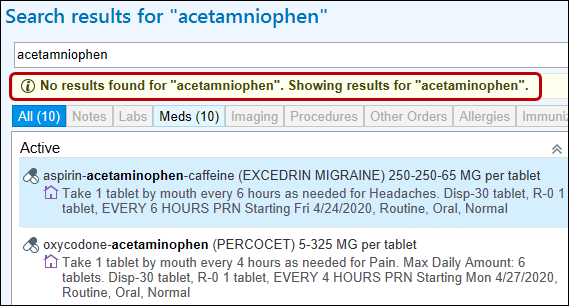 Search results for "acetamniophen"
acetamniophen
No results found for "acetamniophen". Showing results for "acetaminophen".
All (10) Notes Labs Meds (10) Imaging Procedures Other Orders Allergies Immuniz
Active
aspirin-acetaminophen-caffeine (EXCEDRIN MIGRAINE) 250-250-65 MG per tablet
Take 1 tablet by mouth every 6 hours as needed for Headaches. Disp-30 tablet, R-0 1
tablet, EVERY 6 HOURS PRN Starting Fri 4/24/2020, Routine, Oral, Normal
oxycodone-acetaminophen (PERCOCET) 5-325 MG per tablet
Take 1 tablet by mouth every 4 hours as needed for Pain. Max Daily Amount: 6
tablets. Disp-30 tablet, R-0 1 tablet, EVERY 4 HOURS PRN Starting Mon 4/27/2020,
Routine, Oral, Normal